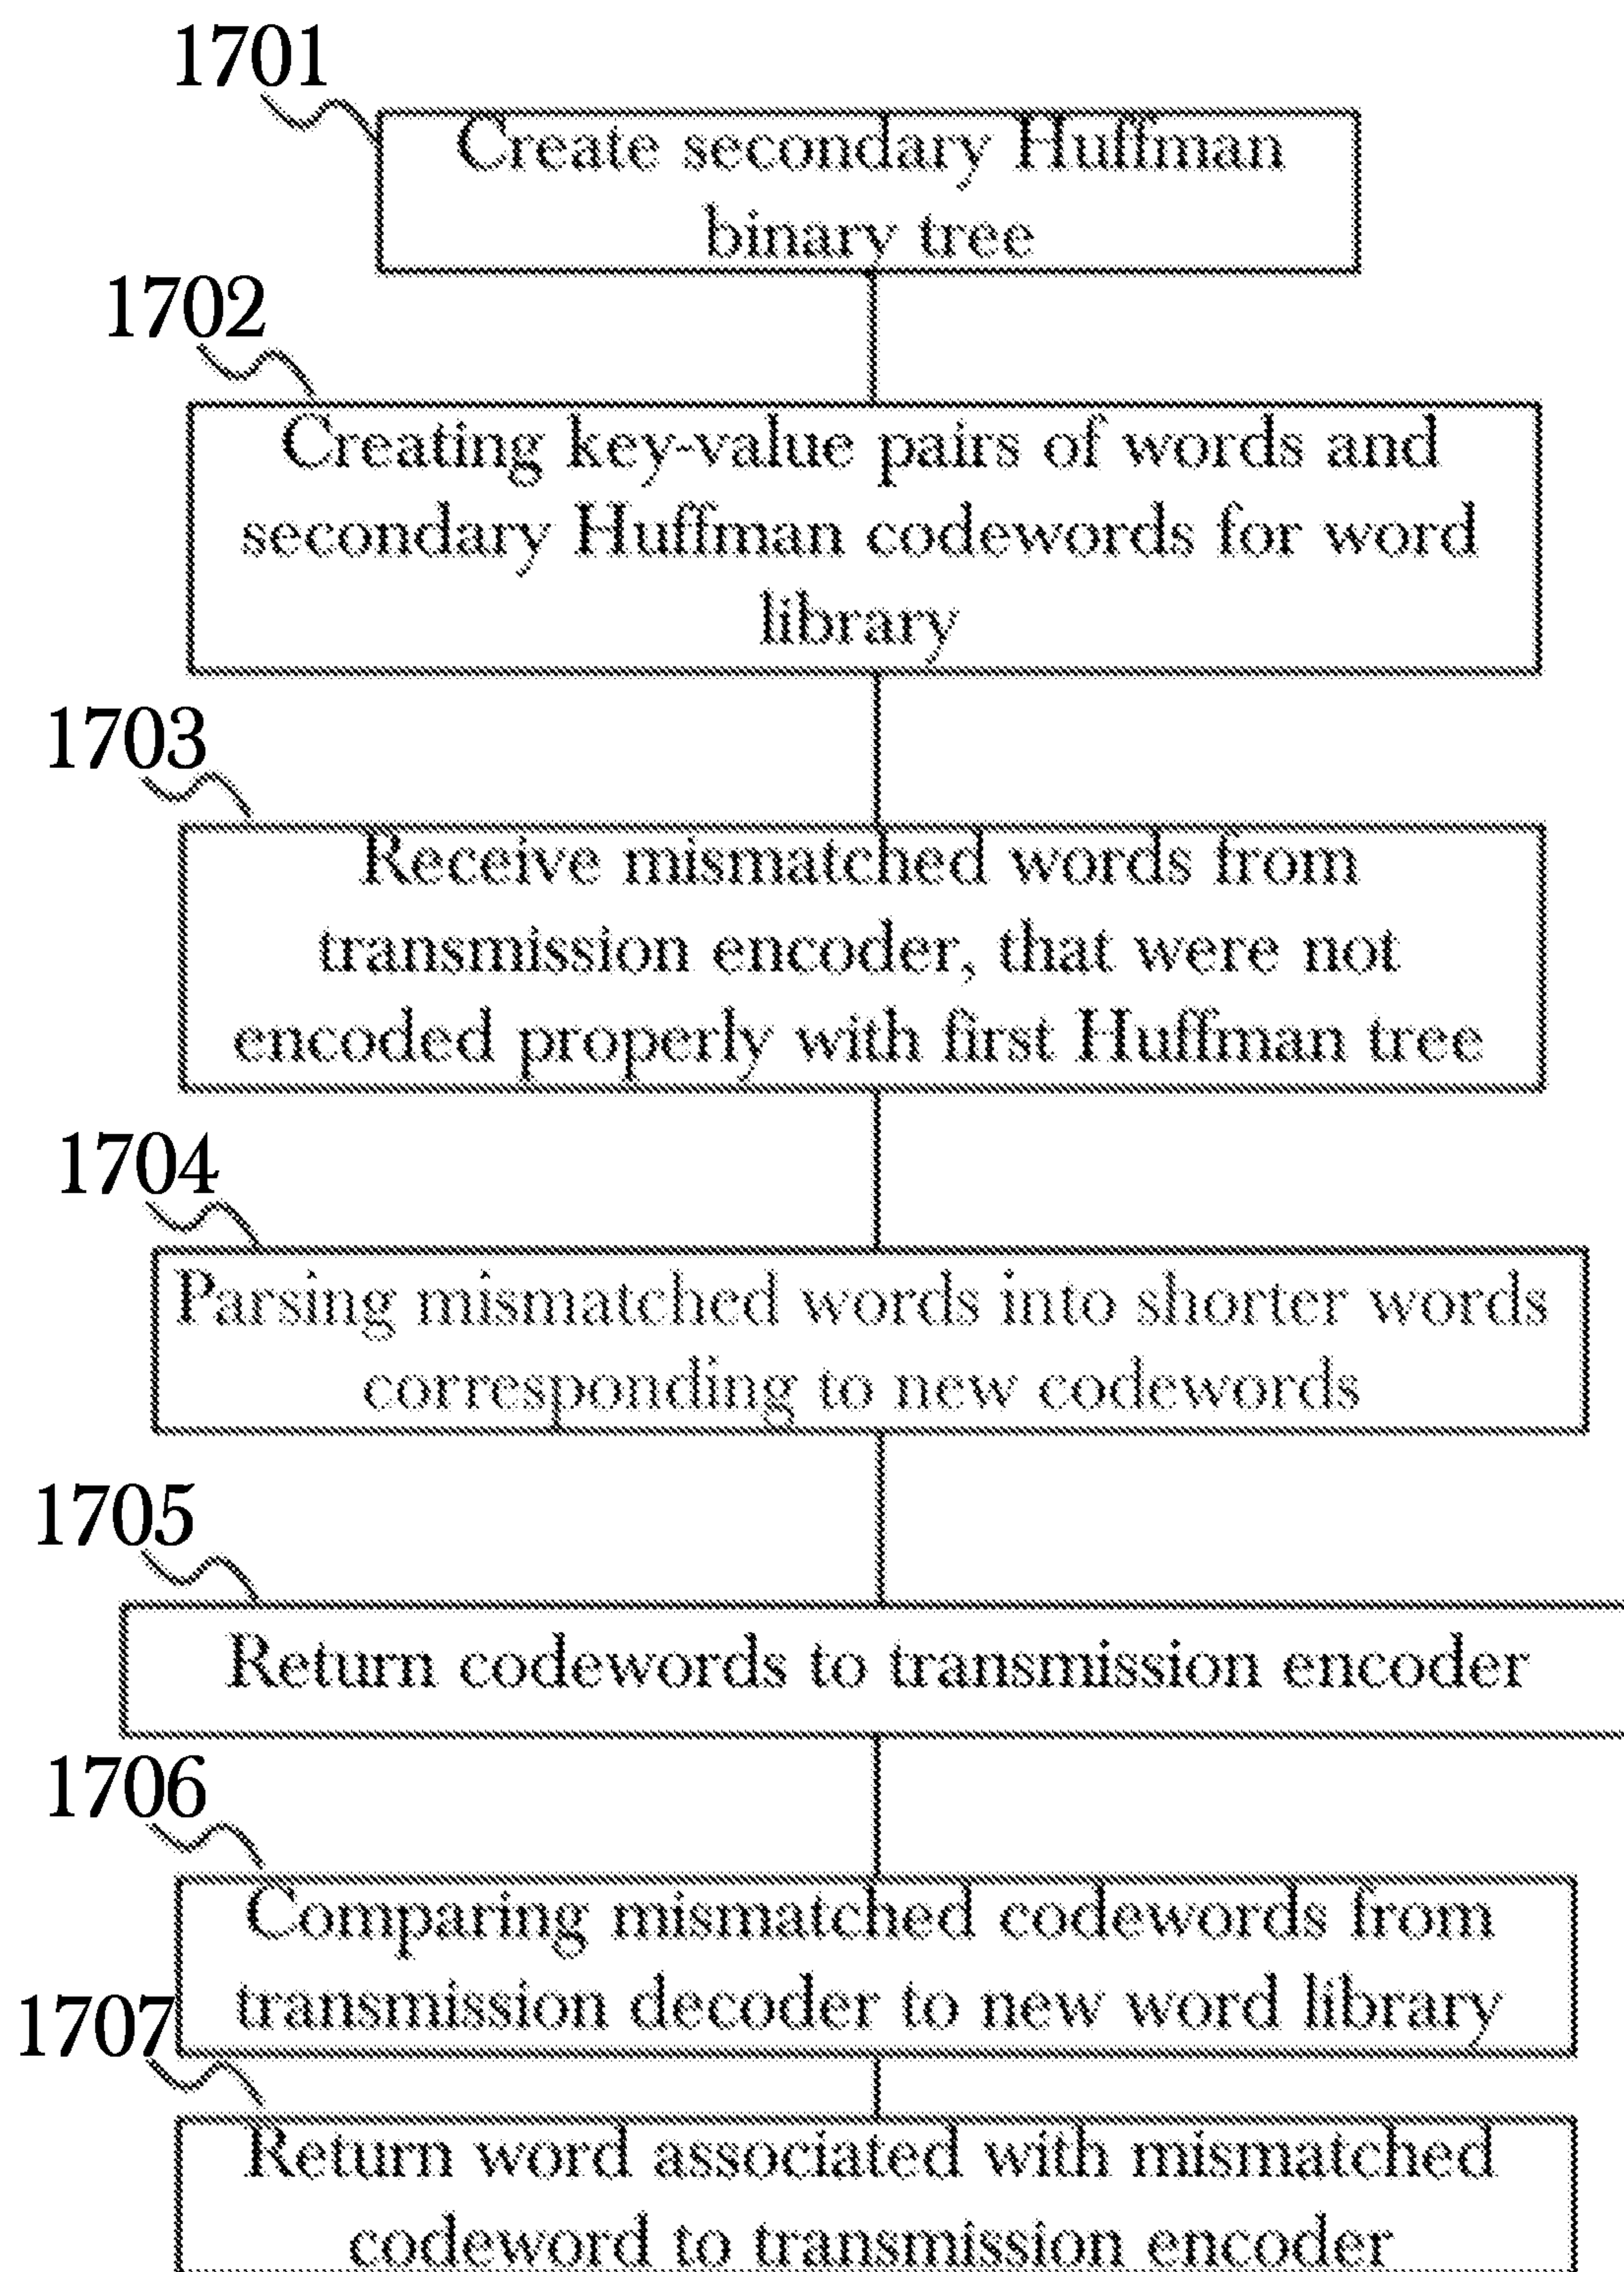 1701
Create secondary Huffman
binary tree
1702
Creating key-value pairs of words and
secondary Huffman codewords for word
library
1703
Receive mismatched words from
transmission encoder, that were not
encoded properly with first Huffman tree
1704
Parsing mismatched words into shorter words
corresponding to new codewords
1705
Return codewords to transmission encoder
1706
Comparing mismatched codewords from
transmission decoder to new word library
1707
Return word associated with mismatched
codeword to transmission encoder